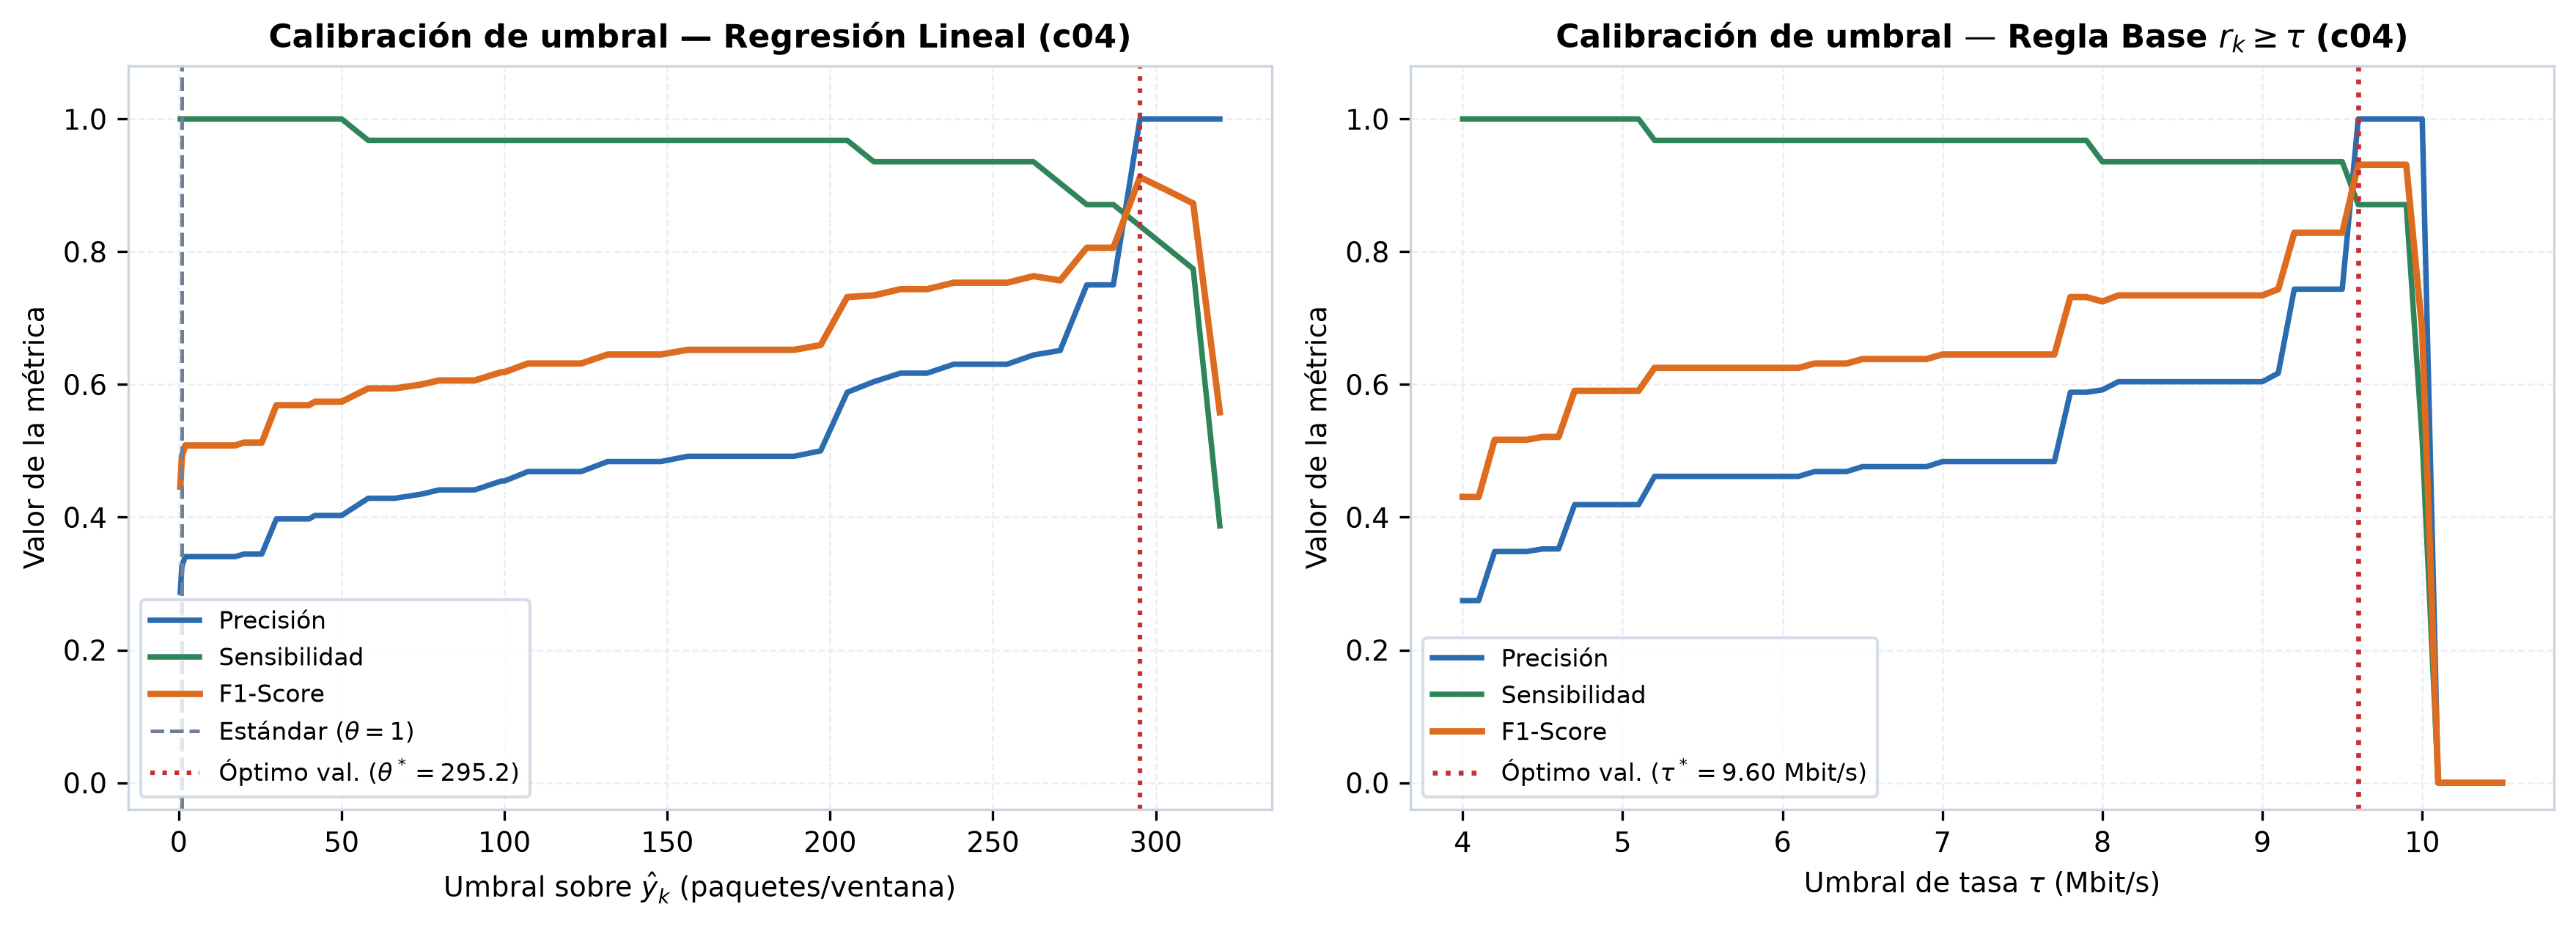 Calibración de umbral — Regresión Lineal (c04)
Valor de la métrica
1.0
0.8
0.6
0.4
0.2
0.0
Precisión
Sensibilidad
F1-Score
Estándar (θ = 1)
Óptimo val. (θ* = 295.2)
0 50 100 150 200 250 300
Umbral sobre ŷₖ (paquetes/ventana)
Calibración de umbral — Regla Base rₖ ≥ τ (c04)
Valor de la métrica
1.0
0.8
0.6
0.4
0.2
0.0
Precisión
Sensibilidad
F1-Score
Óptimo val. (τ* = 9.60 Mbit/s)
4 5 6 7 8 9 10
Umbral de tasa τ (Mbit/s)